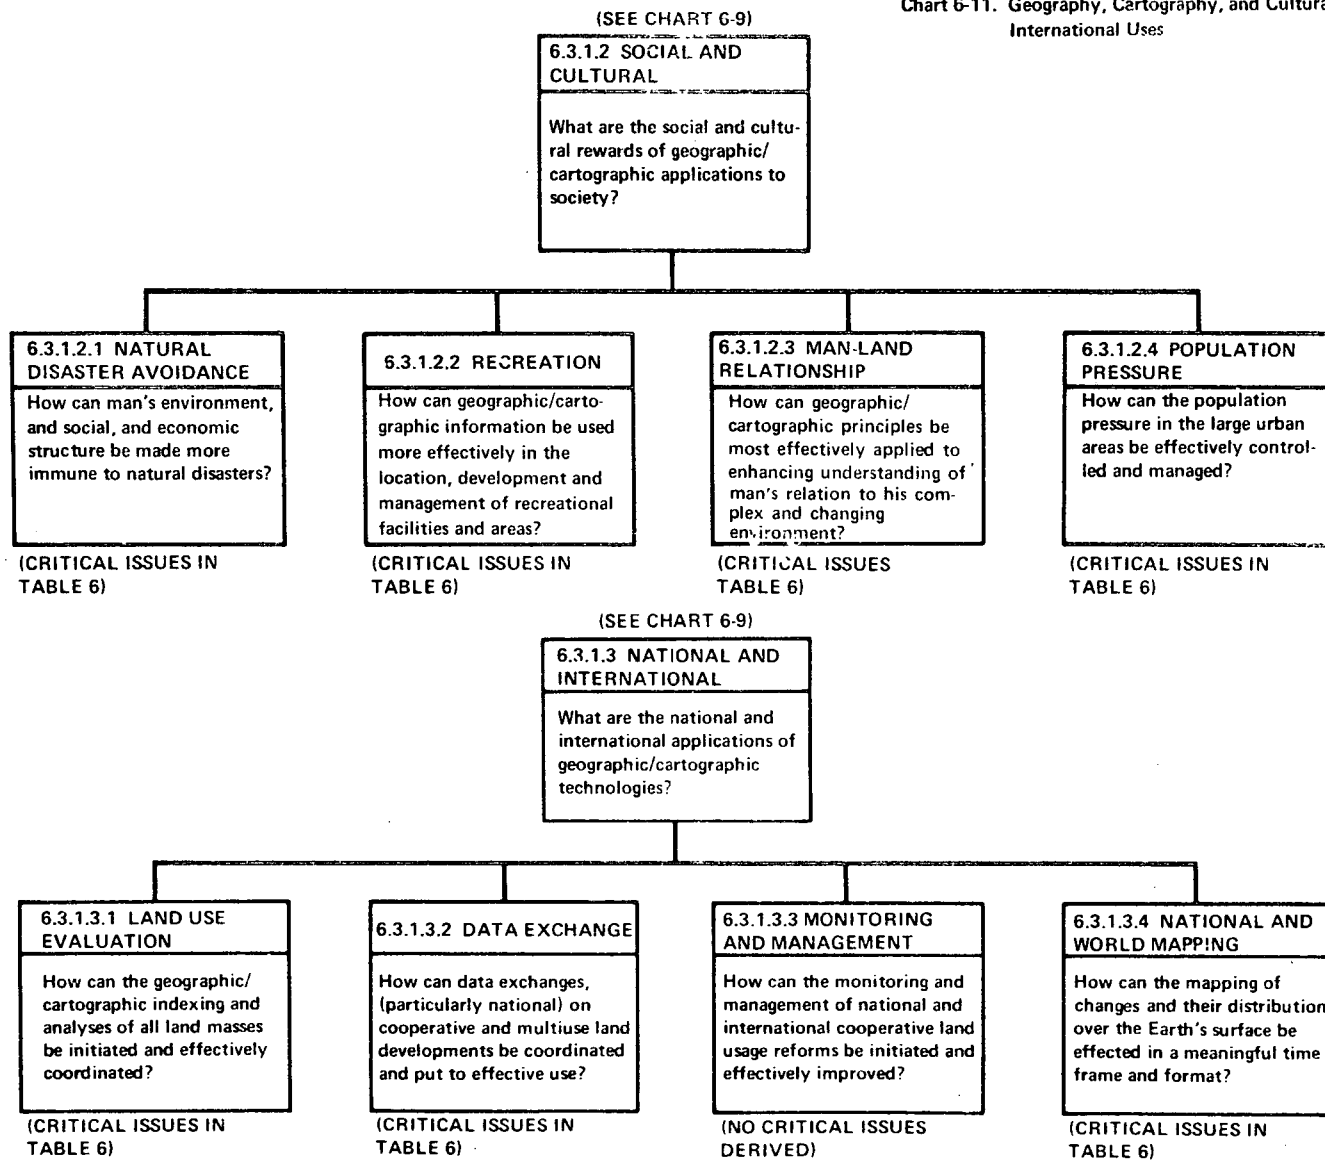 Chart 6-11. Geography, Cartography, and Cultura
International Uses
(SEE CHART 6-9)
6.3.1.2 SOCIAL AND
CULTURAL
What are the social and cultu-
ral rewards of geographic/
cartographic applications to
society?
6.3.1.2.1 NATURAL
DISASTER AVOIDANCE
How can man's environment,
and social, and economic
structure be made more
immune to natural disasters?
(CRITICAL ISSUES IN
TABLE 6)
6.3.1.2.2 RECREATION
How can geographic/carto-
graphic information be used
more effectively in the
location, development and
management of recreational
facilities and areas?
(CRITICAL ISSUES IN
TABLE 6)
6.3.1.2.3 MAN-LAND
RELATIONSHIP
How can geographic/
cartographic principles be
most effectively applied to
enhancing understanding of
man's relation to his com-
plex and changing
environment?
(CRITICAL ISSUES
TABLE 6)
6.3.1.2.4 POPULATION
PRESSURE
How can the population
pressure in the large urban
areas be effectively control-
led and managed?
(CRITICAL ISSUES IN
TABLE 6)
(SEE CHART 6-9)
6.3.1.3 NATIONAL AND
INTERNATIONAL
What are the national and
international applications of
geographic/cartographic
technologies?
6.3.1.3.1 LAND USE
EVALUATION
How can the geographic/
cartographic indexing and
analyses of all land masses
be initiated and effectively
coordinated?
(CRITICAL ISSUES IN
TABLE 6)
6.3.1.3.2 DATA EXCHANGE
How can data exchanges,
(particularly national) on
cooperative and multiuse land
developments be coordinated
and put to effective use?
(CRITICAL ISSUES IN
TABLE 6)
6.3.1.3.3 MONITORING
AND MANAGEMENT
How can the monitoring and
management of national and
international cooperative land
usage reforms be initiated and
effectively improved?
(NO CRITICAL ISSUES
DERIVED)
6.3.1.3.4 NATIONAL AND
WORLD MAPPING
How can the mapping of
changes and their distribution
over the Earth's surface be
effected in a meaningful time
frame and format?
(CRITICAL ISSUES IN
TABLE 6)